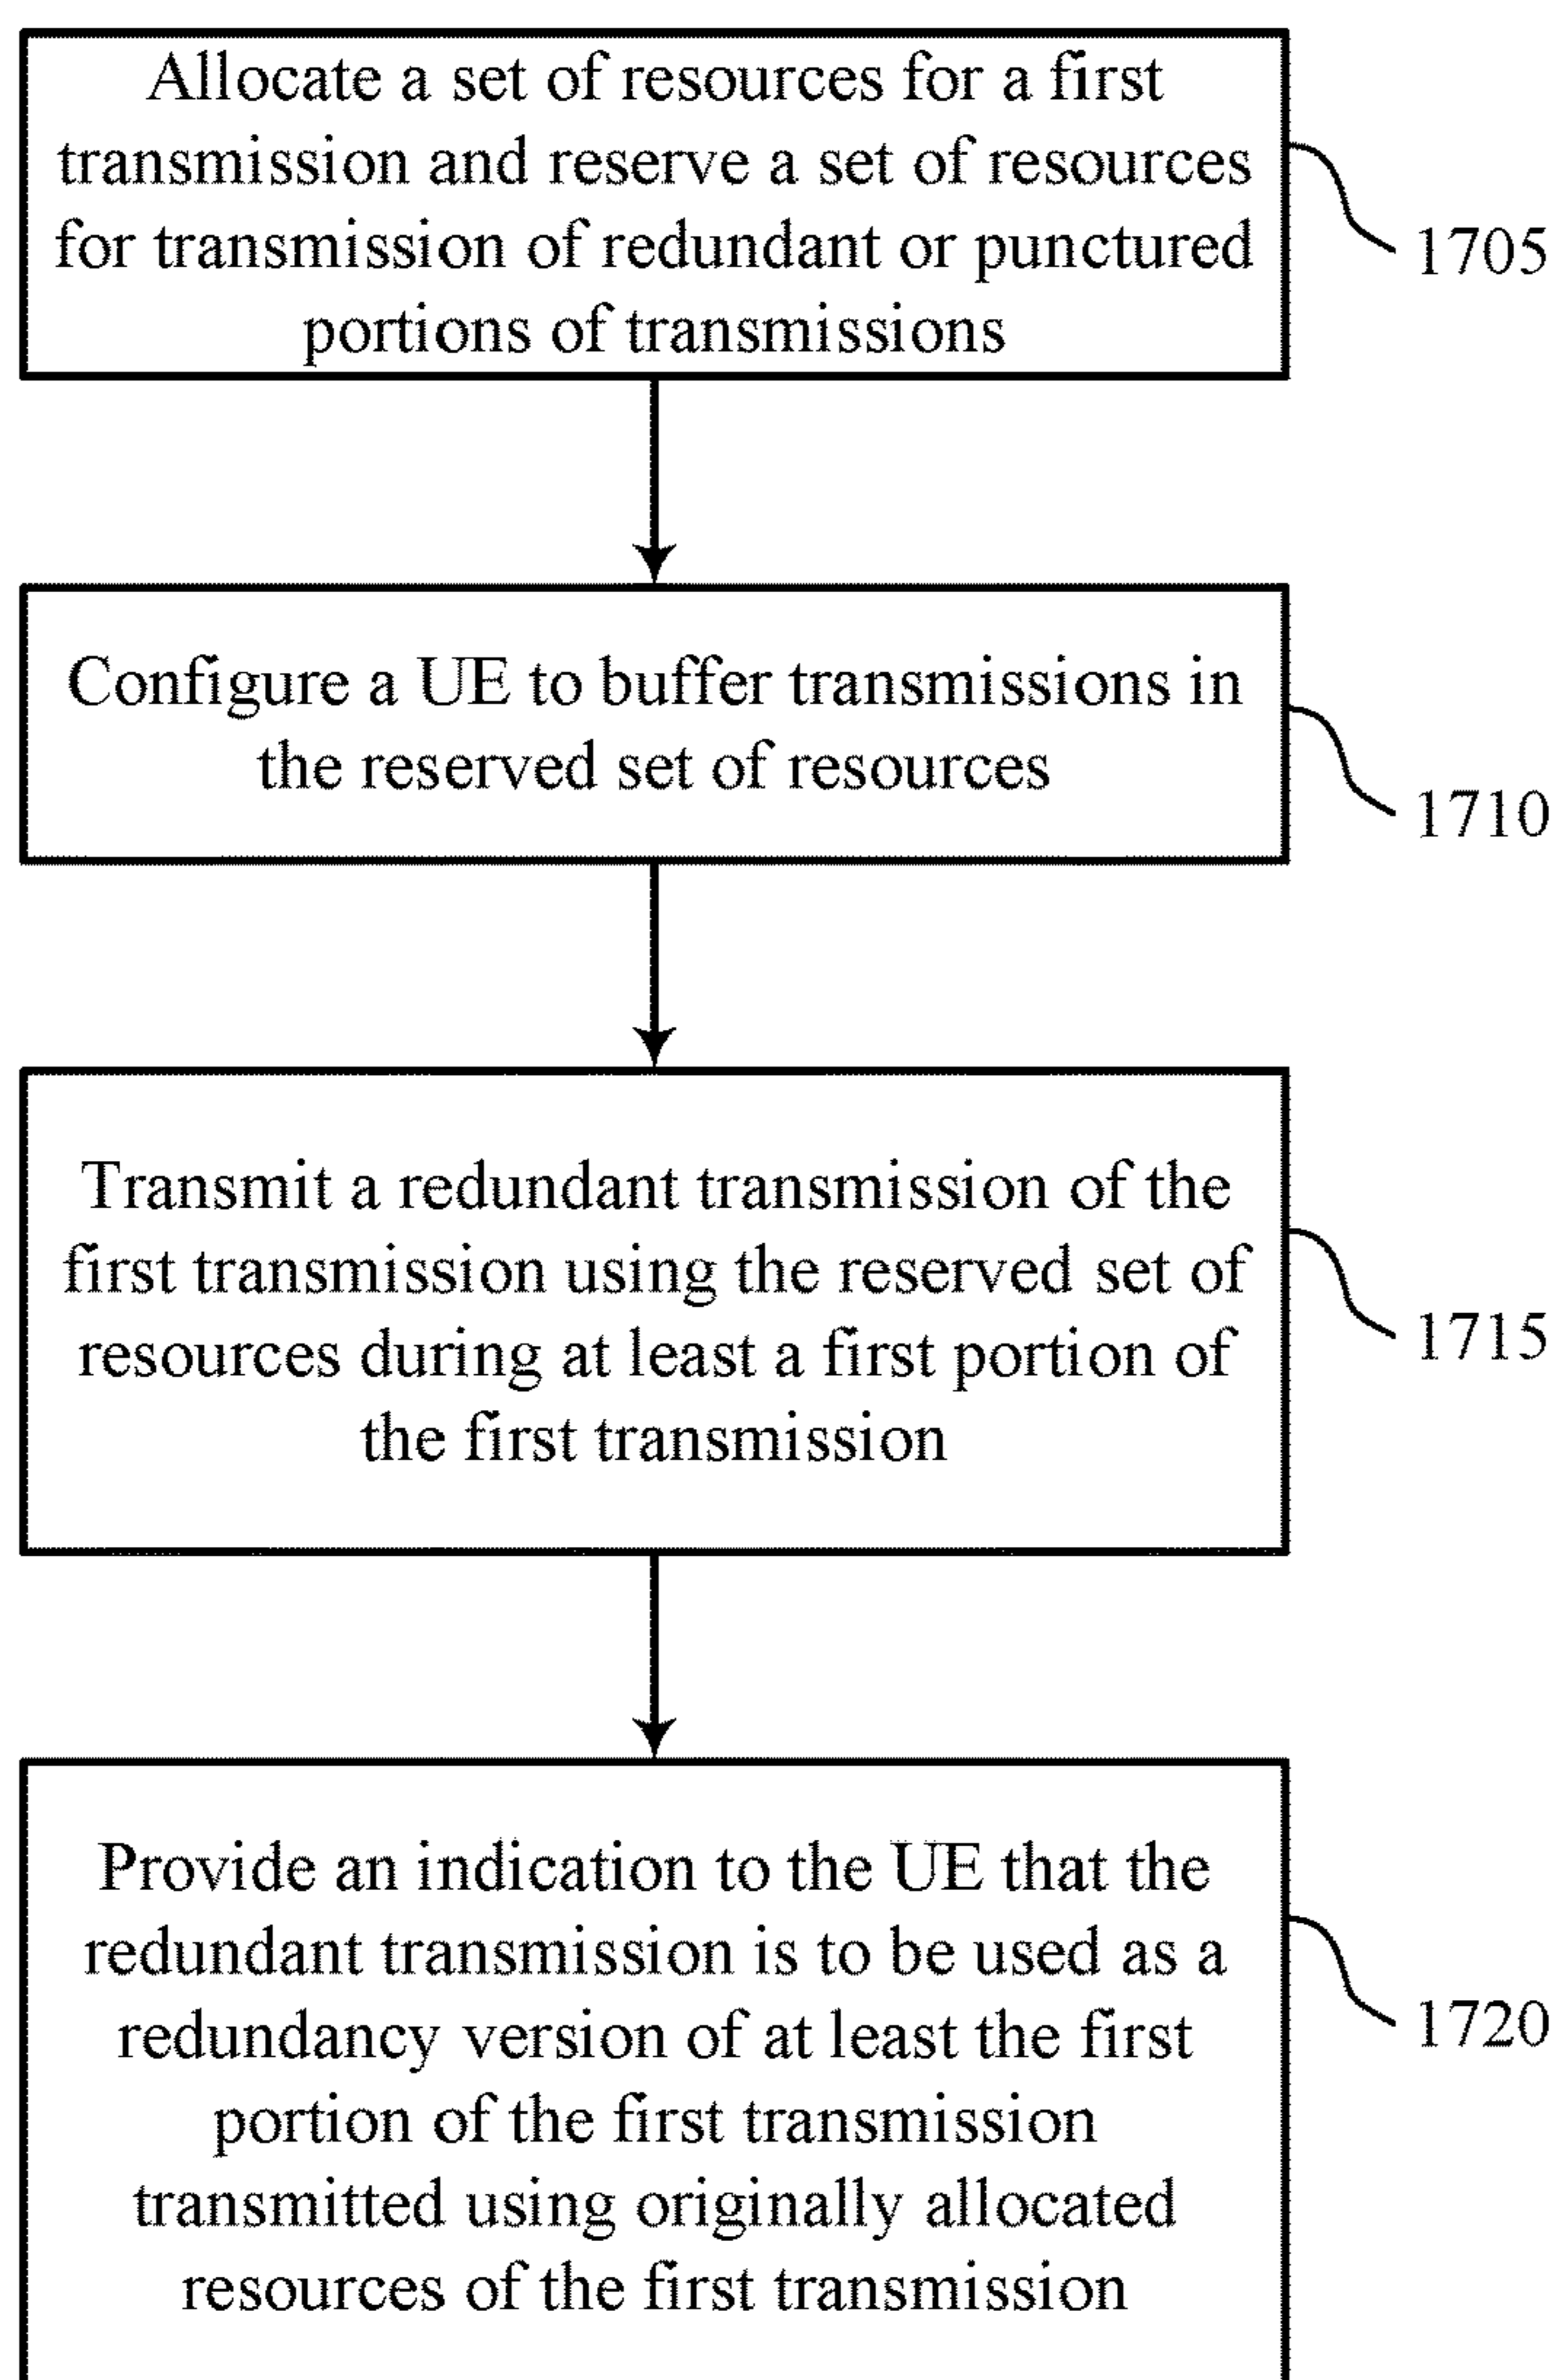 Allocate a set of resources for a first
transmission and reserve a set of resources
for transmission of redundant or punctured
portions of transmissions
1705
Configure a UE to buffer transmissions in
the reserved set of resources
1710
Transmit a redundant transmission of the
first transmission using the reserved set of
resources during at least a first portion of
the first transmission
1715
Provide an indication to the UE that the
redundant transmission is to be used as a
redundancy version of at least the first
portion of the first transmission
transmitted using originally allocated
resources of the first transmission
1720